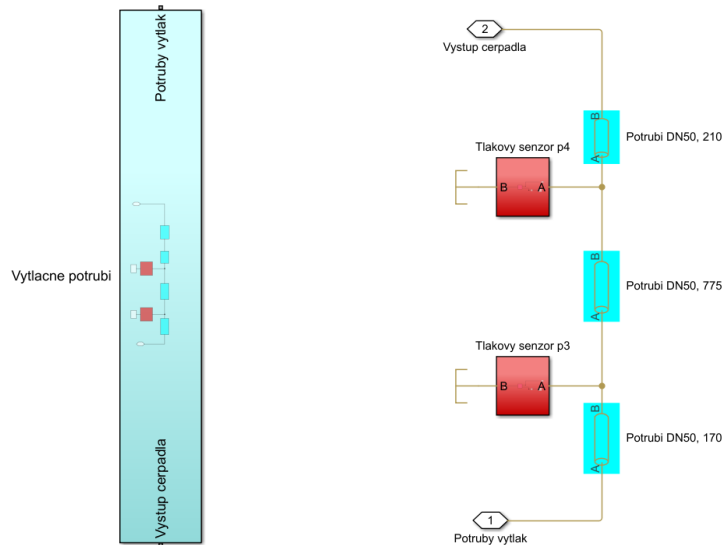 Potruby vytlak
Vytlacne potrubi
Vystup cerpadla
2
Vystup cerpadla
B
A
Potrubi DN50, 210
Tlakovy senzor p4
B
A
B
A
Potrubi DN50, 775
Tlakovy senzor p3
B
A
B
A
Potrubi DN50, 170
1
Potruby vytlak